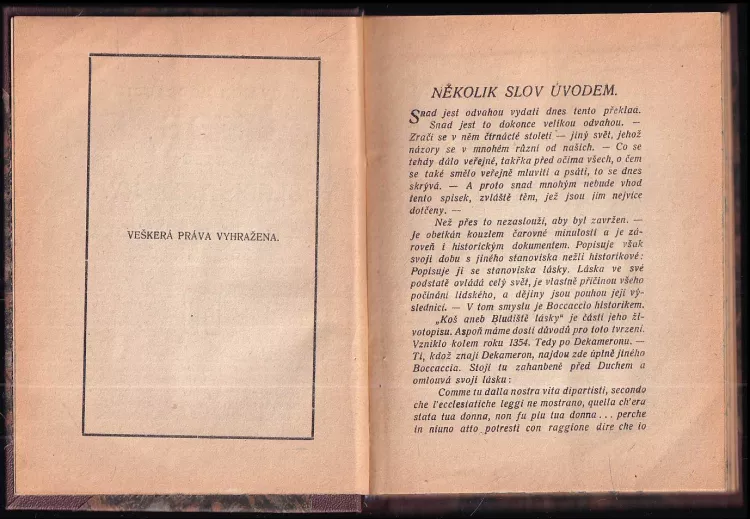 VEŠKERÁ PRÁVA VYHRAŽENA.
NĚKOLIK SLOV ÚVODEM.
Snad jest odvahou vydati dnes tento překlad.
Snad jest to dokonce velikou odvahou. —
Zračí se v něm čtrnácté století — jiný svět, jehož
názory se v mnohém různí od našich. — Co se
tehdy dálo veřejně, takřka před očima všech, o čem
se také smělo veřejně mluviti a psáti, to se dnes
skrývá. — A proto snad mnohým nebude vhod
tento spisek, zvláště těm, jež jsou jím nejvíce
dotčeny. —
Než přes to nezaslouží, aby byl zavržen. —
Je obetkán kouzlem čarovné minulosti a je zá-
roveň i historickým dokumentem. Popisuje však
svoji dobu s jiného stanoviska nežli historikové:
Popisuje ji se stanoviska lásky. Láska ve své
podstatě ovládá celý svět, je vlastně příčinou všeho
počínání lidského, a dějiny jsou pouhou její vý-
slednicí. — V tom smyslu je Boccaccio historikem.
„Koš aneb Bludiště lásky“ je částí jeho ži-
votopisu. Aspoň máme dosti důvodů pro toto tvrzení.
Vzniklo kolem roku 1354. Tedy po Dekameronu. —
Ti, kdož znají Dekameron, najdou zde úplně jiného
Boccaccia. Stojí tu zahanbeně před Duchem a
omlouvá svoji lásku:
Comme tu dalla nostra vita dipartisti, secondo
che l'ecclesiatiche leggi ne mostrano, quella ch'era
stata tua donna, non fu piu tua donna... perche
in niuno atto potresti con raggione dire che io